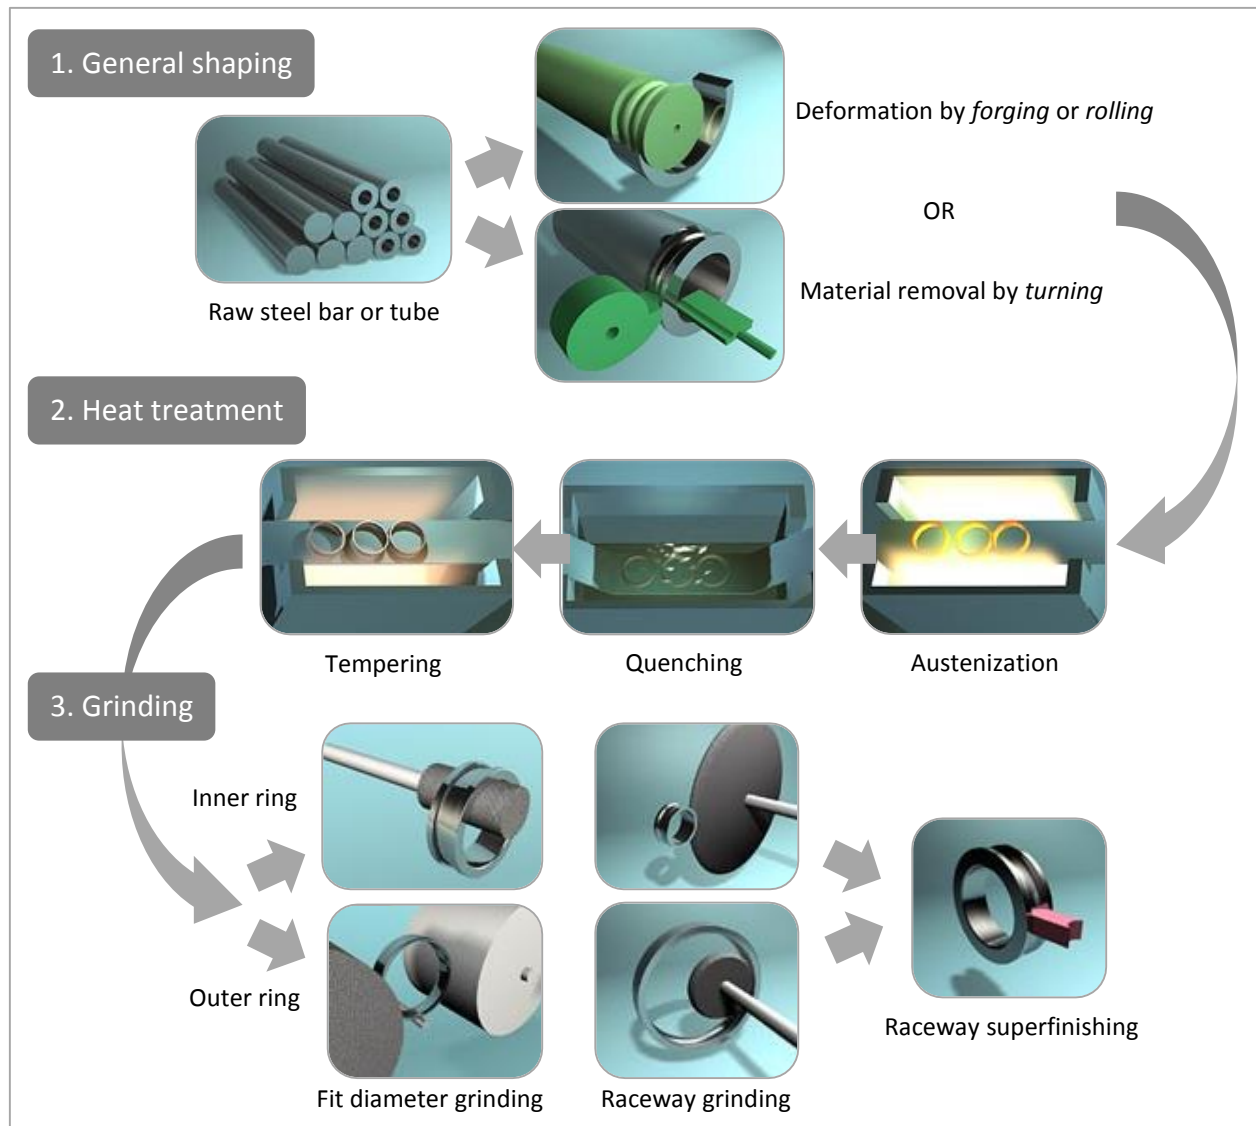 1. General shaping
Deformation by forging or rolling
OR
Raw steel bar or tube
Material removal by turning
2. Heat treatment
Tempering
Quenching
Austenization
3. Grinding
Inner ring
Outer ring
Raceway superfinishing
Fit diameter grinding
Raceway grinding